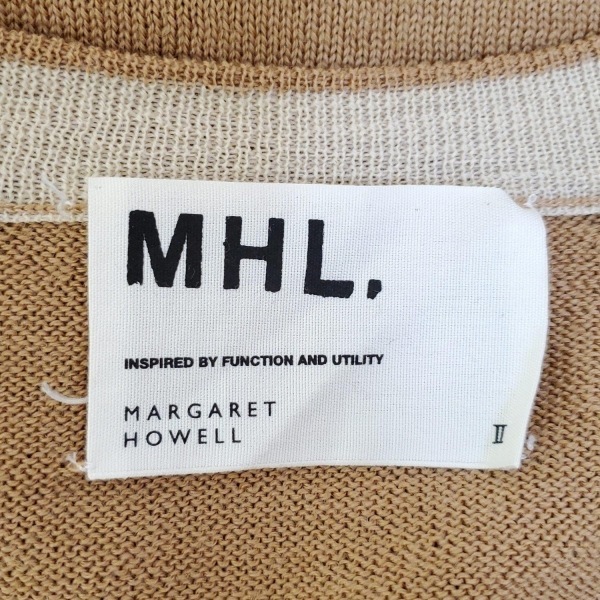 MHL.
INSPIRED BY FUNCTION AND UTILITY
MARGARET
HOWELL
II